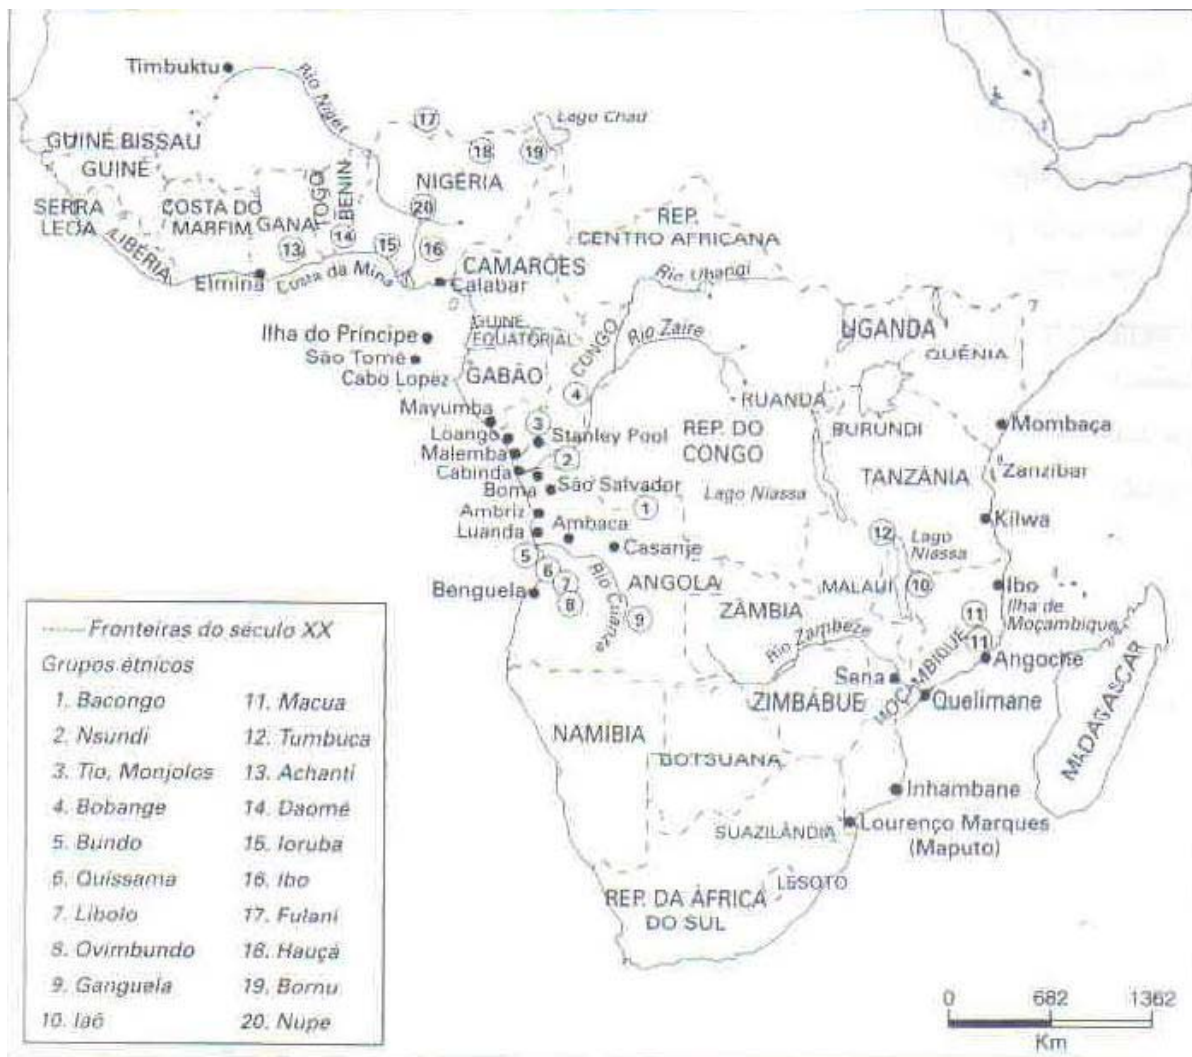 Timbuktu
Rio Niger
Lago Chad
17
18
19
GUINÉ BISSAU
GUINÉ
NIGÉRIA
TOGO
BENIN
20
SERRA
LEOA
COSTA DO
MARFIM
GANA
LIBÉRIA
13
14
15
16
REP.
CENTRO AFRICANA
Elmina
Costa da Mina
CAMARÕES
Calabar
Rio Ubangi
GUINÉ
EQUATORIAL
Ilha do Príncipe
São Tomé
Cabo Lopez
GABÃO
CONGO
Rio Zaire
UGANDA
QUÊNIA
4
RUANDA
BURUNDI
Mayumba
Loango
Malemba
Cabinda
Boma
3
Stanley Pool
2
São Salvador
REP. DO
CONGO
Mombaça
TANZÂNIA
Zanzibar
Lago Niassa
1
Ambriz
Luanda
Ambaca
Casanje
Kilwa
12
Lago
Niassa
5
6
7
8
Rio Cuanza
9
Benguela
ANGOLA
ZÂMBIA
MALAUI
10
Ibo
Ilha de
Moçambique
11
11
Rio Zambeze
MOÇAMBIQUE
Angoche
Sena
Quelimane
ZIMBÁBUE
MADAGASCAR
NAMIBIA
BOTSUANA
Inhambane
SUAZILÂNDIA
Lourenço Marques
(Maputo)
LESOTO
REP. DA ÁFRICA
DO SUL
Fronteiras do século XX
Grupos étnicos
1. Bacongo
2. Nsundi
3. Tio, Monjolos
4. Bobange
5. Bundo
6. Quissama
7. Libolo
8. Ovimbundo
9. Ganguela
10. Iaô
11. Macua
12. Tumbuca
13. Achanti
14. Daomé
15. Ioruba
16. Ibo
17. Fulani
18. Hauçá
19. Bornu
20. Nupe
0 682 1362
Km